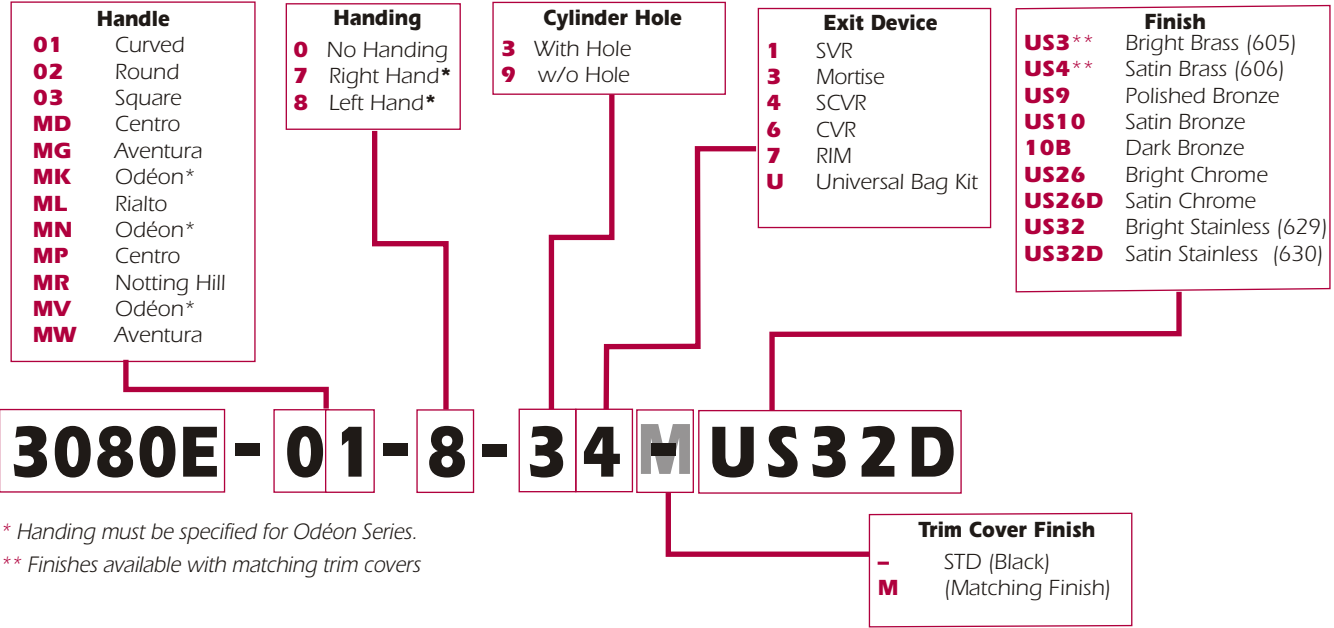 Handle
01 Curved
02 Round
03 Square
MD Centro
MG Aventura
MK Odéon*
ML Rialto
MN Odéon*
MP Centro
MR Notting Hill
MV Odéon*
MW Aventura
Handing
0 No Handing
7 Right Hand*
8 Left Hand*
Cylinder Hole
3 With Hole
9 w/o Hole
Exit Device
1 SVR
3 Mortise
4 SCVR
6 CVR
7 RIM
U Universal Bag Kit
Finish
US3** Bright Brass (605)
US4** Satin Brass (606)
US9 Polished Bronze
US10 Satin Bronze
10B Dark Bronze
US26 Bright Chrome
US26D Satin Chrome
US32 Bright Stainless (629)
US32D Satin Stainless (630)
3080E-01-8-34 M- US32D
* Handing must be specified for Odéon Series.
** Finishes available with matching trim covers
Trim Cover Finish
– STD (Black)
M (Matching Finish)